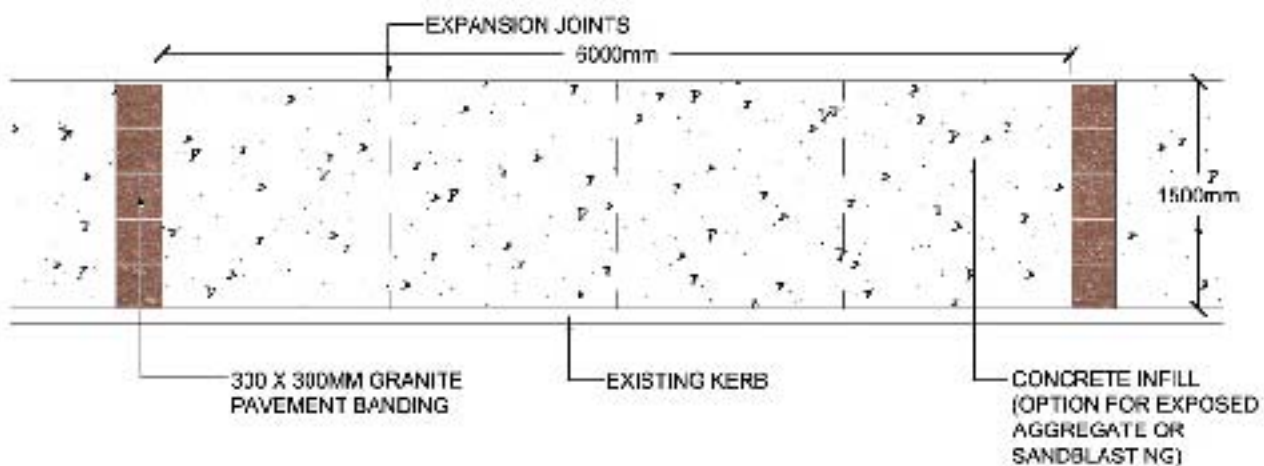 EXPANSION JOINTS
6000mm
1500mm
300 X 300MM GRANITE
PAVEMENT BANDING
EXISTING KERB
CONCRETE INFILL
(OPTION FOR EXPOSED
AGGREGATE OR
SANDBLASTING)